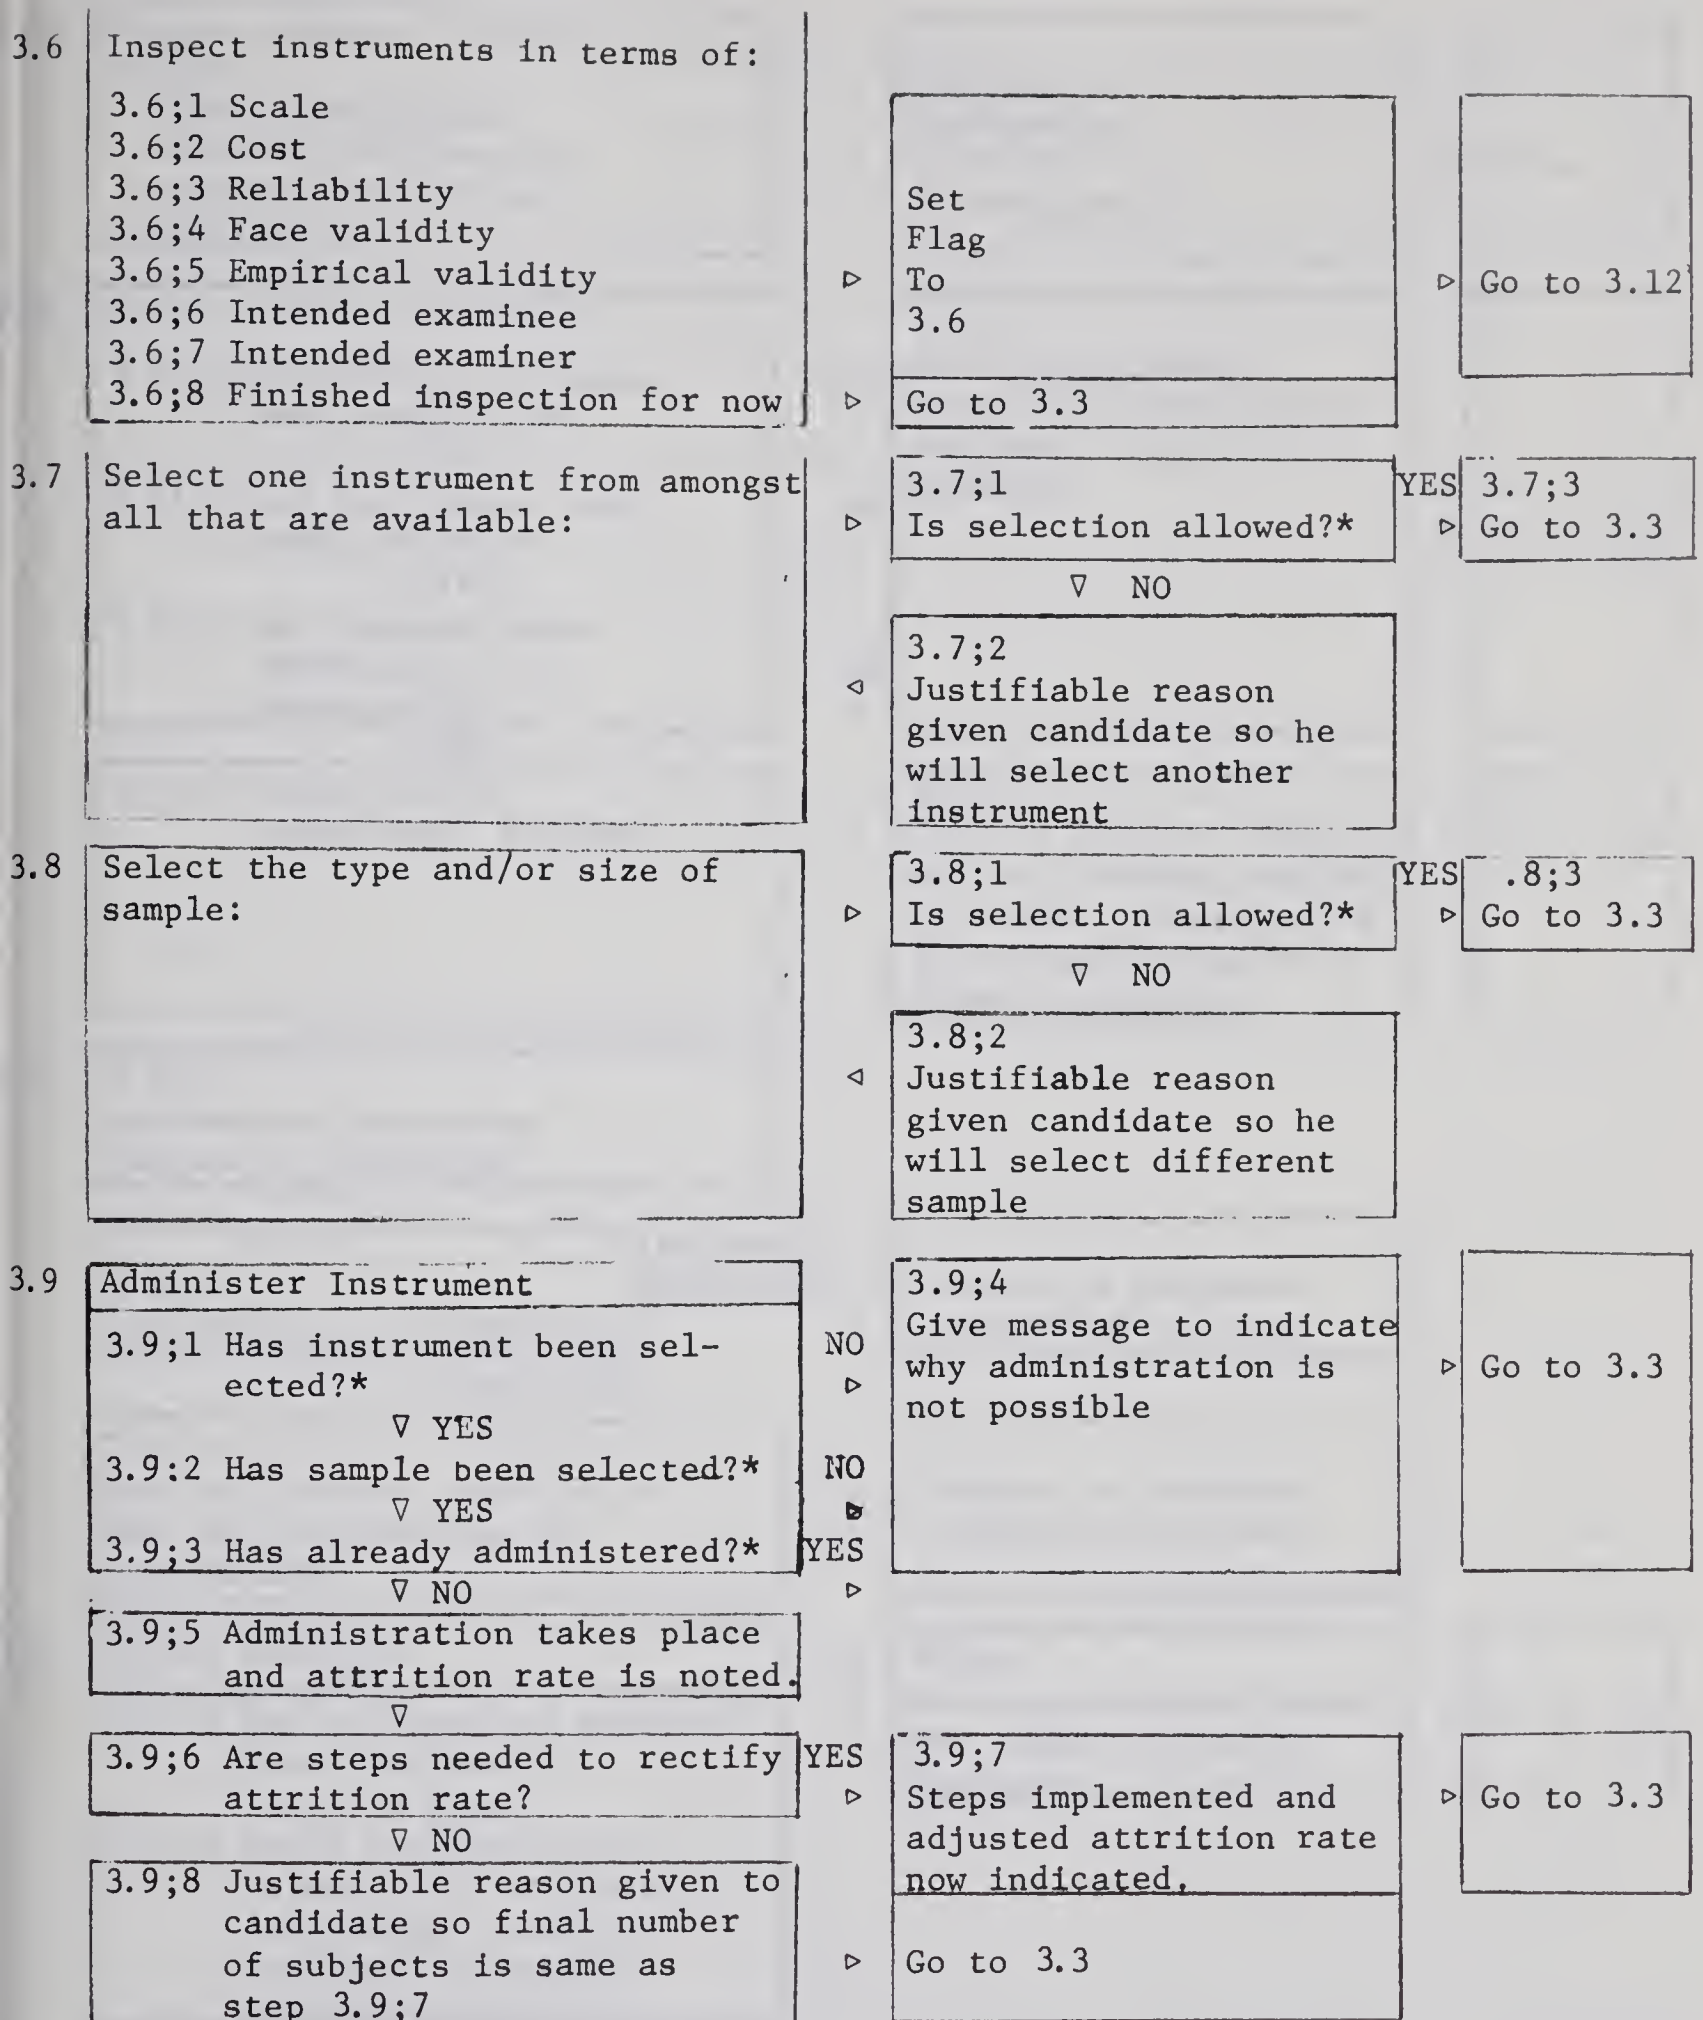 3.6 Inspect instruments in terms of:
3.6;1 Scale
3.6;2 Cost
3.6;3 Reliability
3.6;4 Face validity
3.6;5 Empirical validity
3.6;6 Intended examinee
3.6;7 Intended examiner
3.6;8 Finished inspection for now
Set
Flag
To
3.6
Go to 3.12
Go to 3.3
3.7 Select one instrument from amongst
all that are available:
3.7;1
Is selection allowed?*
YES 3.7;3
Go to 3.3
NO
3.7;2
Justifiable reason
given candidate so he
will select another
instrument
3.8 Select the type and/or size of
sample:
3.8;1
Is selection allowed?*
YES .8;3
Go to 3.3
NO
3.8;2
Justifiable reason
given candidate so he
will select different
sample
3.9 Administer Instrument
3.9;1 Has instrument been sel-
ected?*
NO
YES
3.9:2 Has sample been selected?*
NO
YES
3.9;3 Has already administered?*
YES
NO
3.9;4
Give message to indicate
why administration is
not possible
Go to 3.3
3.9;5 Administration takes place
and attrition rate is noted.
3.9;6 Are steps needed to rectify
attrition rate?
YES
NO
3.9;7
Steps implemented and
adjusted attrition rate
now indicated.
Go to 3.3
3.9;8 Justifiable reason given to
candidate so final number
of subjects is same as
step 3.9;7
Go to 3.3